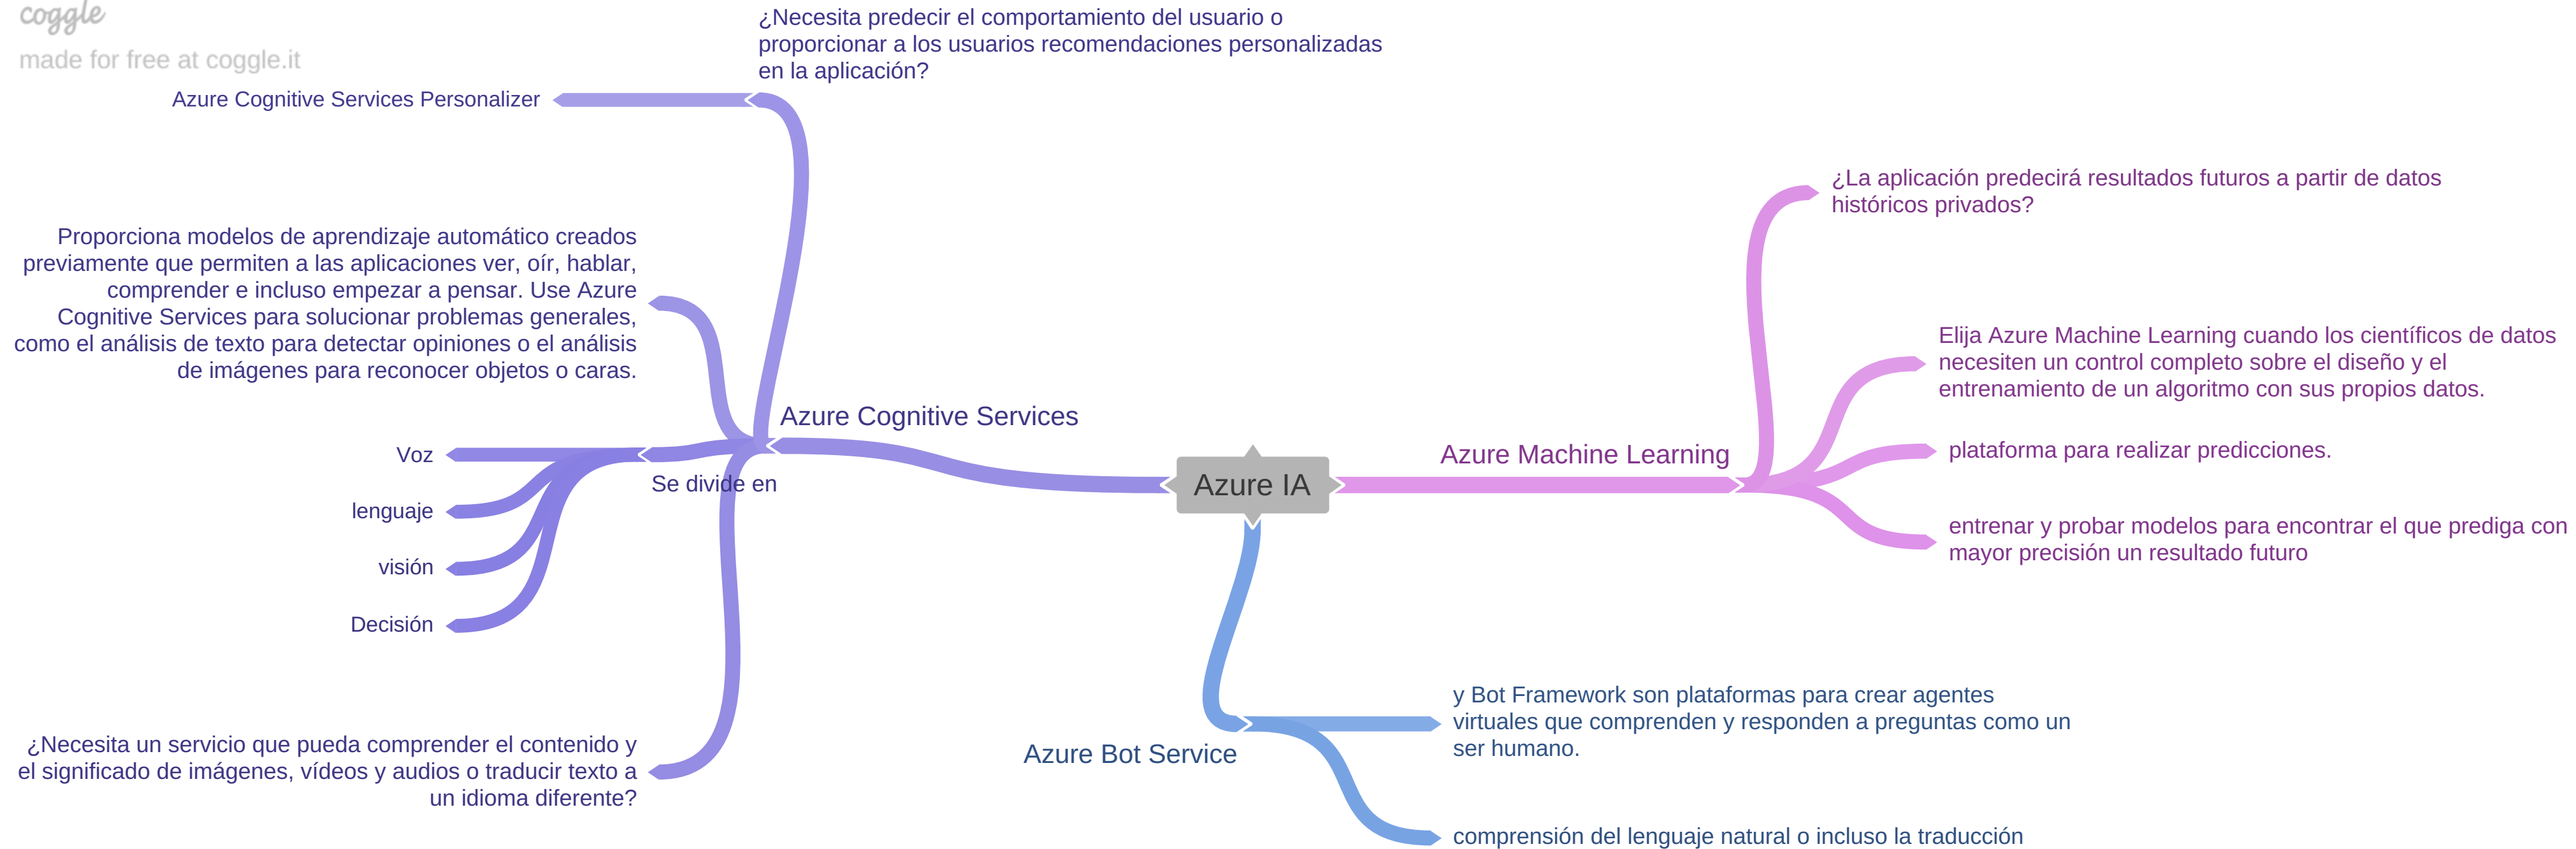 coggle
made for free at coggle.it
¿Necesita predecir el comportamiento del usuario o
proporcionar a los usuarios recomendaciones personalizadas
en la aplicación?
Azure Cognitive Services Personalizer
Proporciona modelos de aprendizaje automático creados
previamente que permiten a las aplicaciones ver, oír, hablar,
comprender e incluso empezar a pensar. Use Azure
Cognitive Services para solucionar problemas generales,
como el análisis de texto para detectar opiniones o el análisis
de imágenes para reconocer objetos o caras.
Azure Cognitive Services
Se divide en
Voz
lenguaje
visión
Decisión
¿Necesita un servicio que pueda comprender el contenido y
el significado de imágenes, vídeos y audios o traducir texto a
un idioma diferente?
Azure IA
Azure Machine Learning
¿La aplicación predecirá resultados futuros a partir de datos
históricos privados?
Elija Azure Machine Learning cuando los científicos de datos
necesiten un control completo sobre el diseño y el
entrenamiento de un algoritmo con sus propios datos.
plataforma para realizar predicciones.
entrenar y probar modelos para encontrar el que prediga con
mayor precisión un resultado futuro
Azure Bot Service
y Bot Framework son plataformas para crear agentes
virtuales que comprenden y responden a preguntas como un
ser humano.
comprensión del lenguaje natural o incluso la traducción